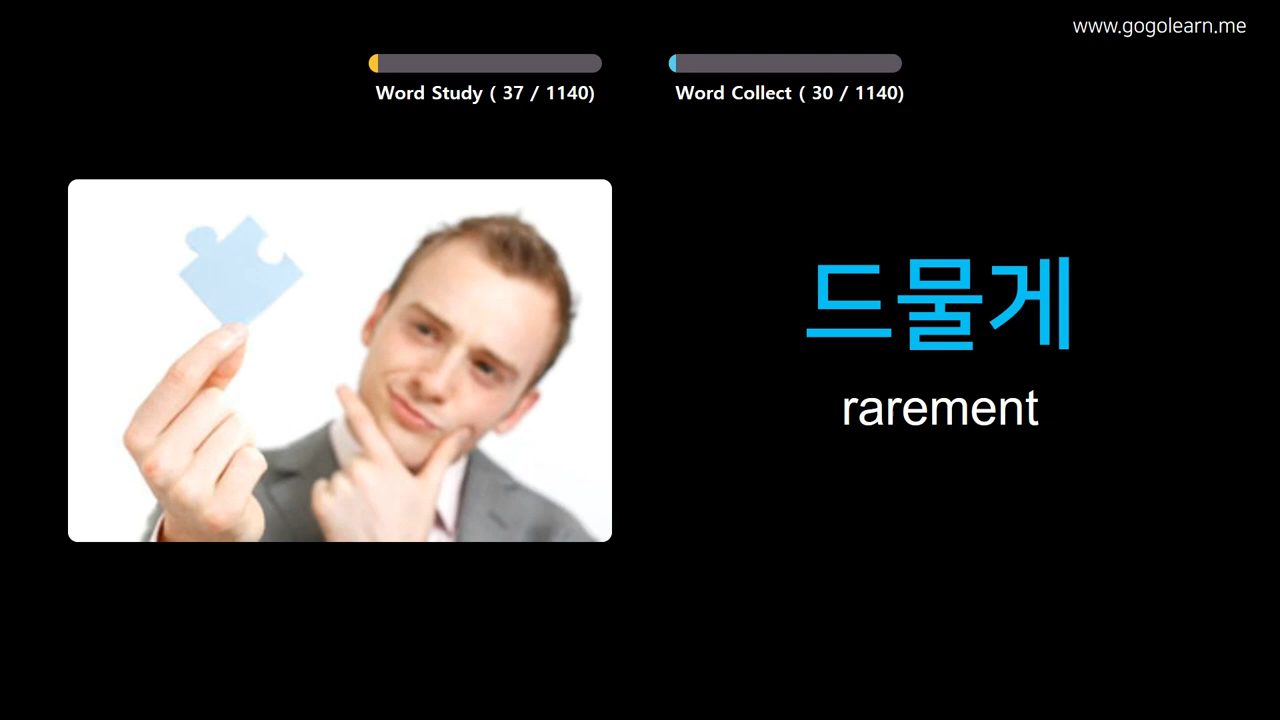 www.gogolearn.me
Word Study ( 37 / 1140)
Word Collect ( 30 / 1140)
드물게
rarement